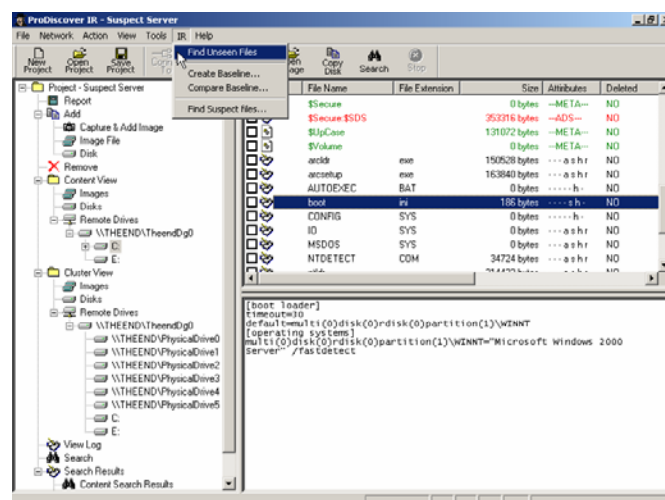 ProDiscover IR - Suspect Server
File Network Action View Tools IR Help
New Project
Open Project
Save Project
Copy Disk
Search
Stop
Find Unseen Files
Create Baseline...
Compare Baseline...
Find Suspect files...
Project - Suspect Server
Report
Add
Capture & Add Image
Image File
Disk
Remove
Content View
Images
Disks
Remote Drives
\\THEEND\TheendDg0
C:
E:
Cluster View
Images
Disks
Remote Drives
\\THEEND\TheendDg0
\\THEEND\PhysicalDrive0
\\THEEND\PhysicalDrive1
\\THEEND\PhysicalDrive2
\\THEEND\PhysicalDrive3
\\THEEND\PhysicalDrive4
\\THEEND\PhysicalDrive5
C:
E:
View Log
Search
Search Results
Content Search Results
File Name File Extension Size Attributes Deleted
$Secure 0 bytes ---META--- NO
$Secure:$SDS 353316 bytes ---ADS--- NO
$UpCase 131072 bytes ---META--- NO
$Volume 0 bytes ---META--- NO
arcldr exe 150528 bytes - - - a s h r NO
arcsetup exe 163840 bytes - - - a s h r NO
AUTOEXEC BAT 0 bytes - - - - - h - NO
boot ini 186 bytes - - - - s h - NO
CONFIG SYS 0 bytes - - - - - h - NO
IO SYS 0 bytes - - - a s h r NO
MSDOS SYS 0 bytes - - - a s h r NO
NTDETECT COM 34724 bytes - - - a s h r NO
[boot loader]
timeout=30
default=multi(0)disk(0)rdisk(0)partition(1)\WINNT
[operating systems]
multi(0)disk(0)rdisk(0)partition(1)\WINNT="Microsoft Windows 2000
Server" /fastdetect